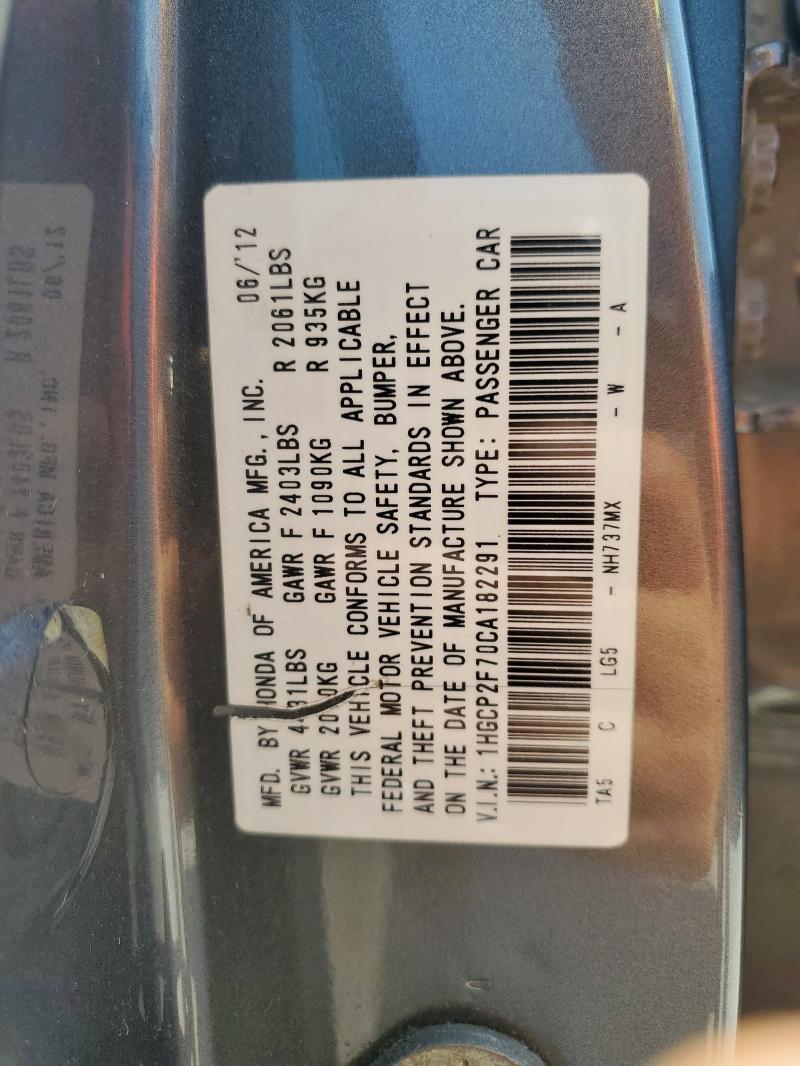 MFD. BY HONDA OF AMERICA MFG., INC. 06/'12
GVWR 4431LBS GAWR F 2403LBS R 2061LBS
GVWR 2010KG GAWR F 1090KG R 935KG
THIS VEHICLE CONFORMS TO ALL APPLICABLE
FEDERAL MOTOR VEHICLE SAFETY, BUMPER,
AND THEFT PREVENTION STANDARDS IN EFFECT
ON THE DATE OF MANUFACTURE SHOWN ABOVE.
V.I.N.: 1HGCP2F70CA182291 TYPE: PASSENGER CAR
TA5 C LG5 - NH737MX - W - A